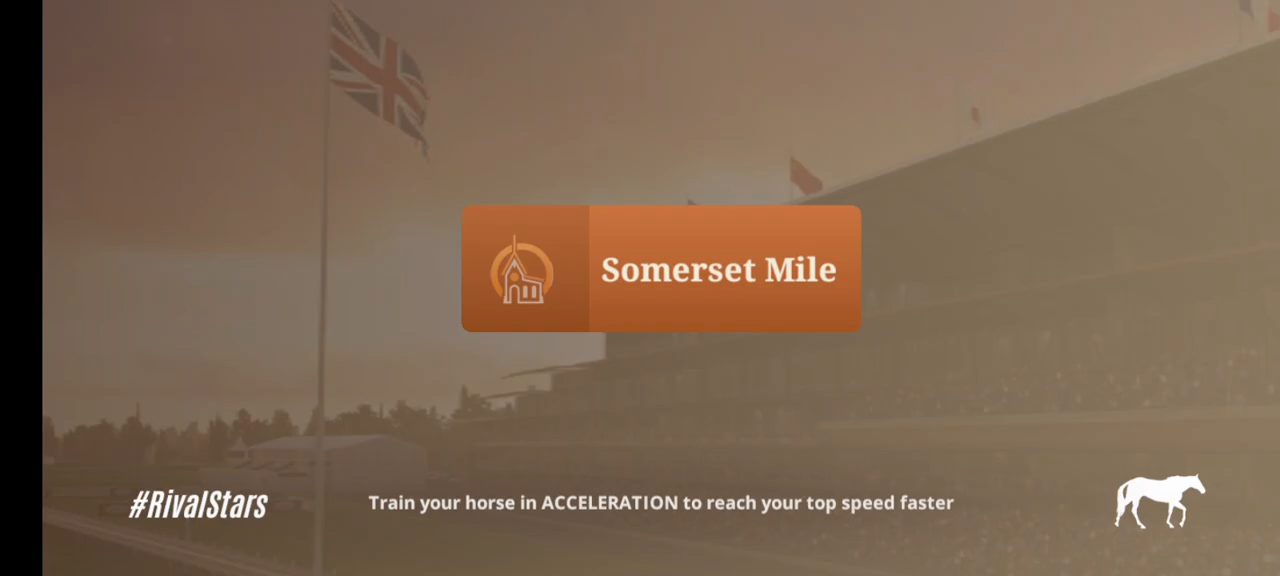 Somerset Mile
#RivalStars
Train your horse in ACCELERATION to reach your top speed faster